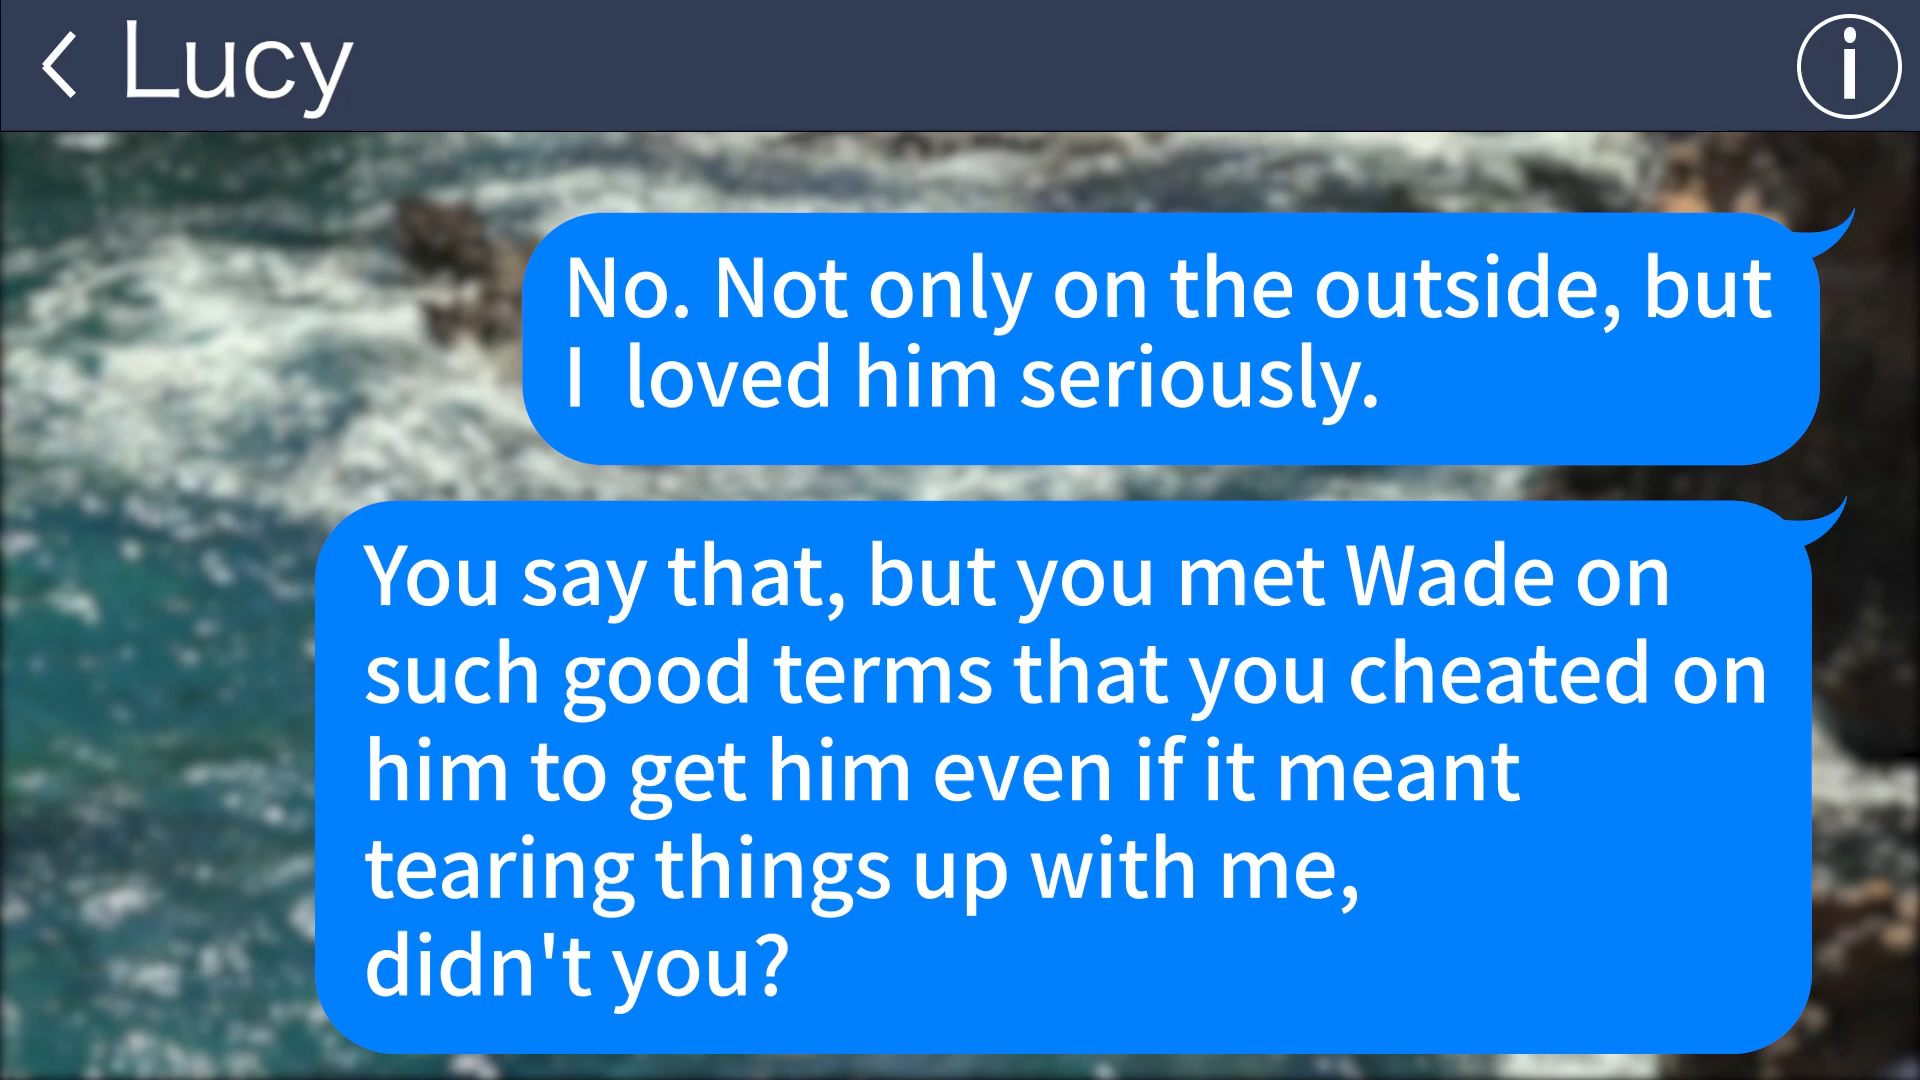 Lucy
No. Not only on the outside, but
I  loved him seriously.
You say that, but you met Wade on
such good terms that you cheated on
him to get him even if it meant
tearing things up with me,
didn't you?